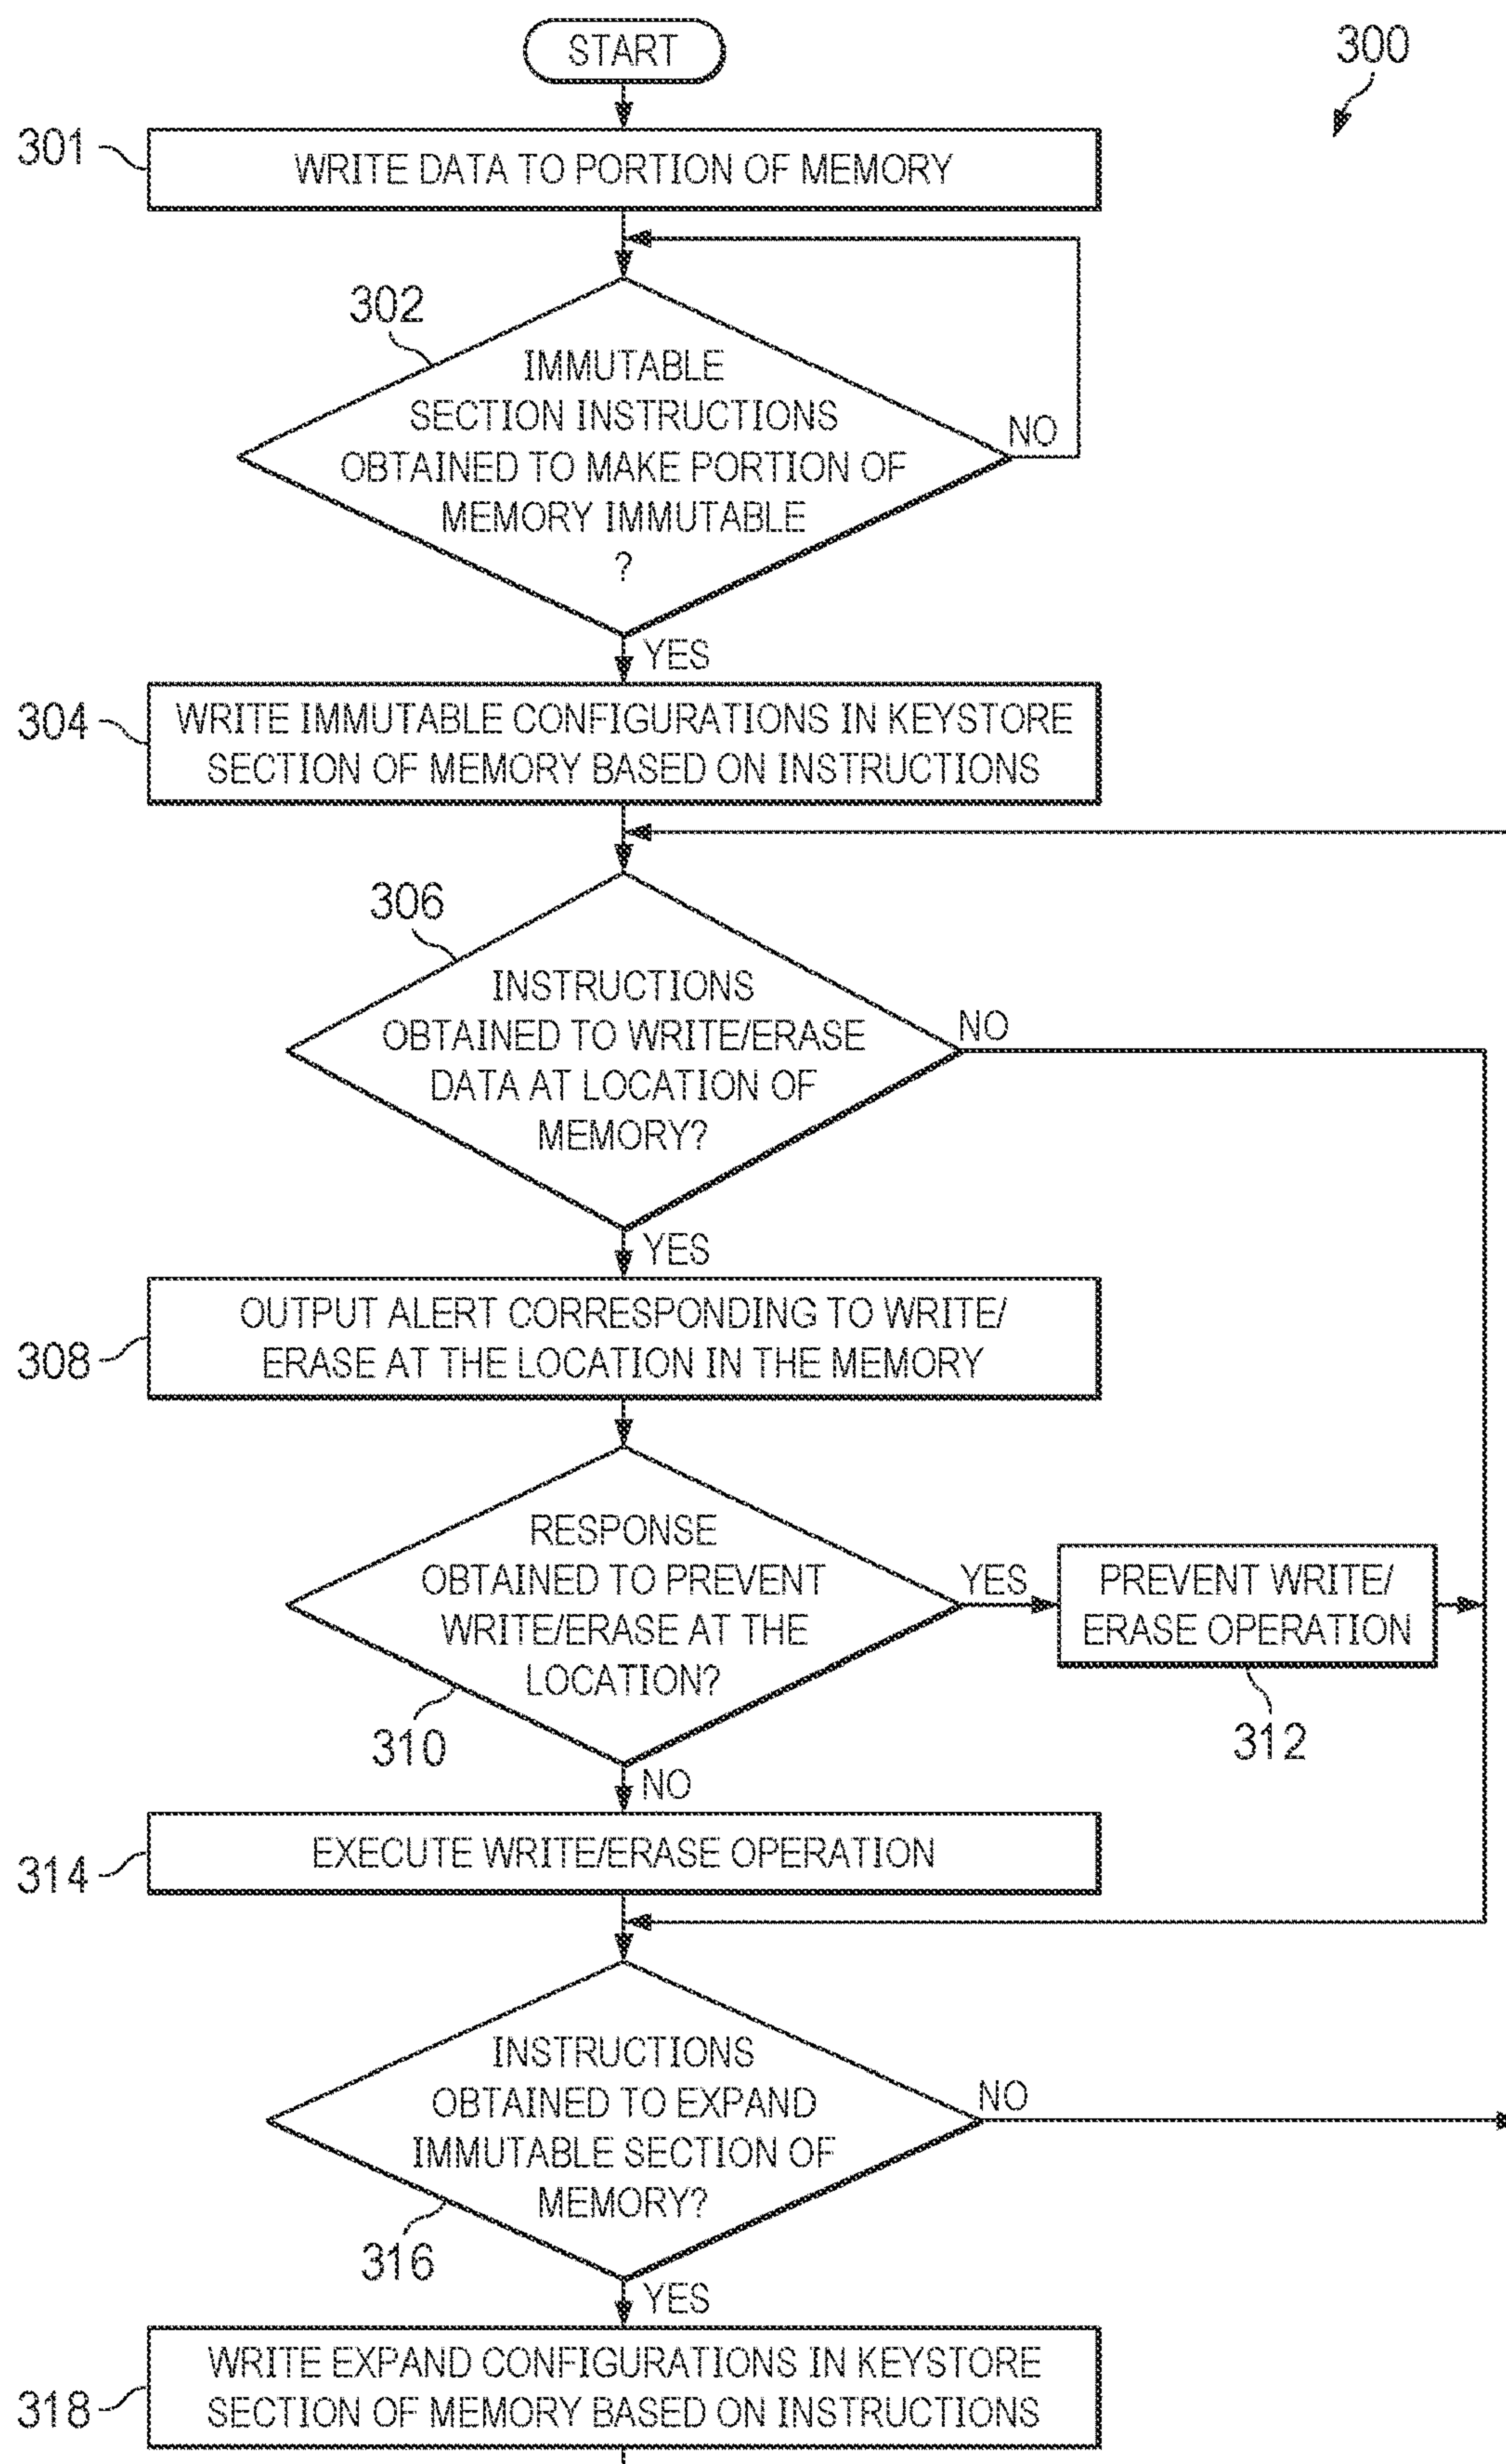 START
300
301
WRITE DATA TO PORTION OF MEMORY
302
IMMUTABLE
SECTION INSTRUCTIONS
OBTAINED TO MAKE PORTION OF
MEMORY IMMUTABLE
?
NO
YES
304
WRITE IMMUTABLE CONFIGURATIONS IN KEYSTORE
SECTION OF MEMORY BASED ON INSTRUCTIONS
306
INSTRUCTIONS
OBTAINED TO WRITE/ERASE
DATA AT LOCATION OF
MEMORY?
NO
YES
308
OUTPUT ALERT CORRESPONDING TO WRITE/
ERASE AT THE LOCATION IN THE MEMORY
RESPONSE
OBTAINED TO PREVENT
WRITE/ERASE AT THE
LOCATION?
310
YES
PREVENT WRITE/
ERASE OPERATION
312
NO
314
EXECUTE WRITE/ERASE OPERATION
INSTRUCTIONS
OBTAINED TO EXPAND
IMMUTABLE SECTION OF
MEMORY?
316
NO
YES
318
WRITE EXPAND CONFIGURATIONS IN KEYSTORE
SECTION OF MEMORY BASED ON INSTRUCTIONS